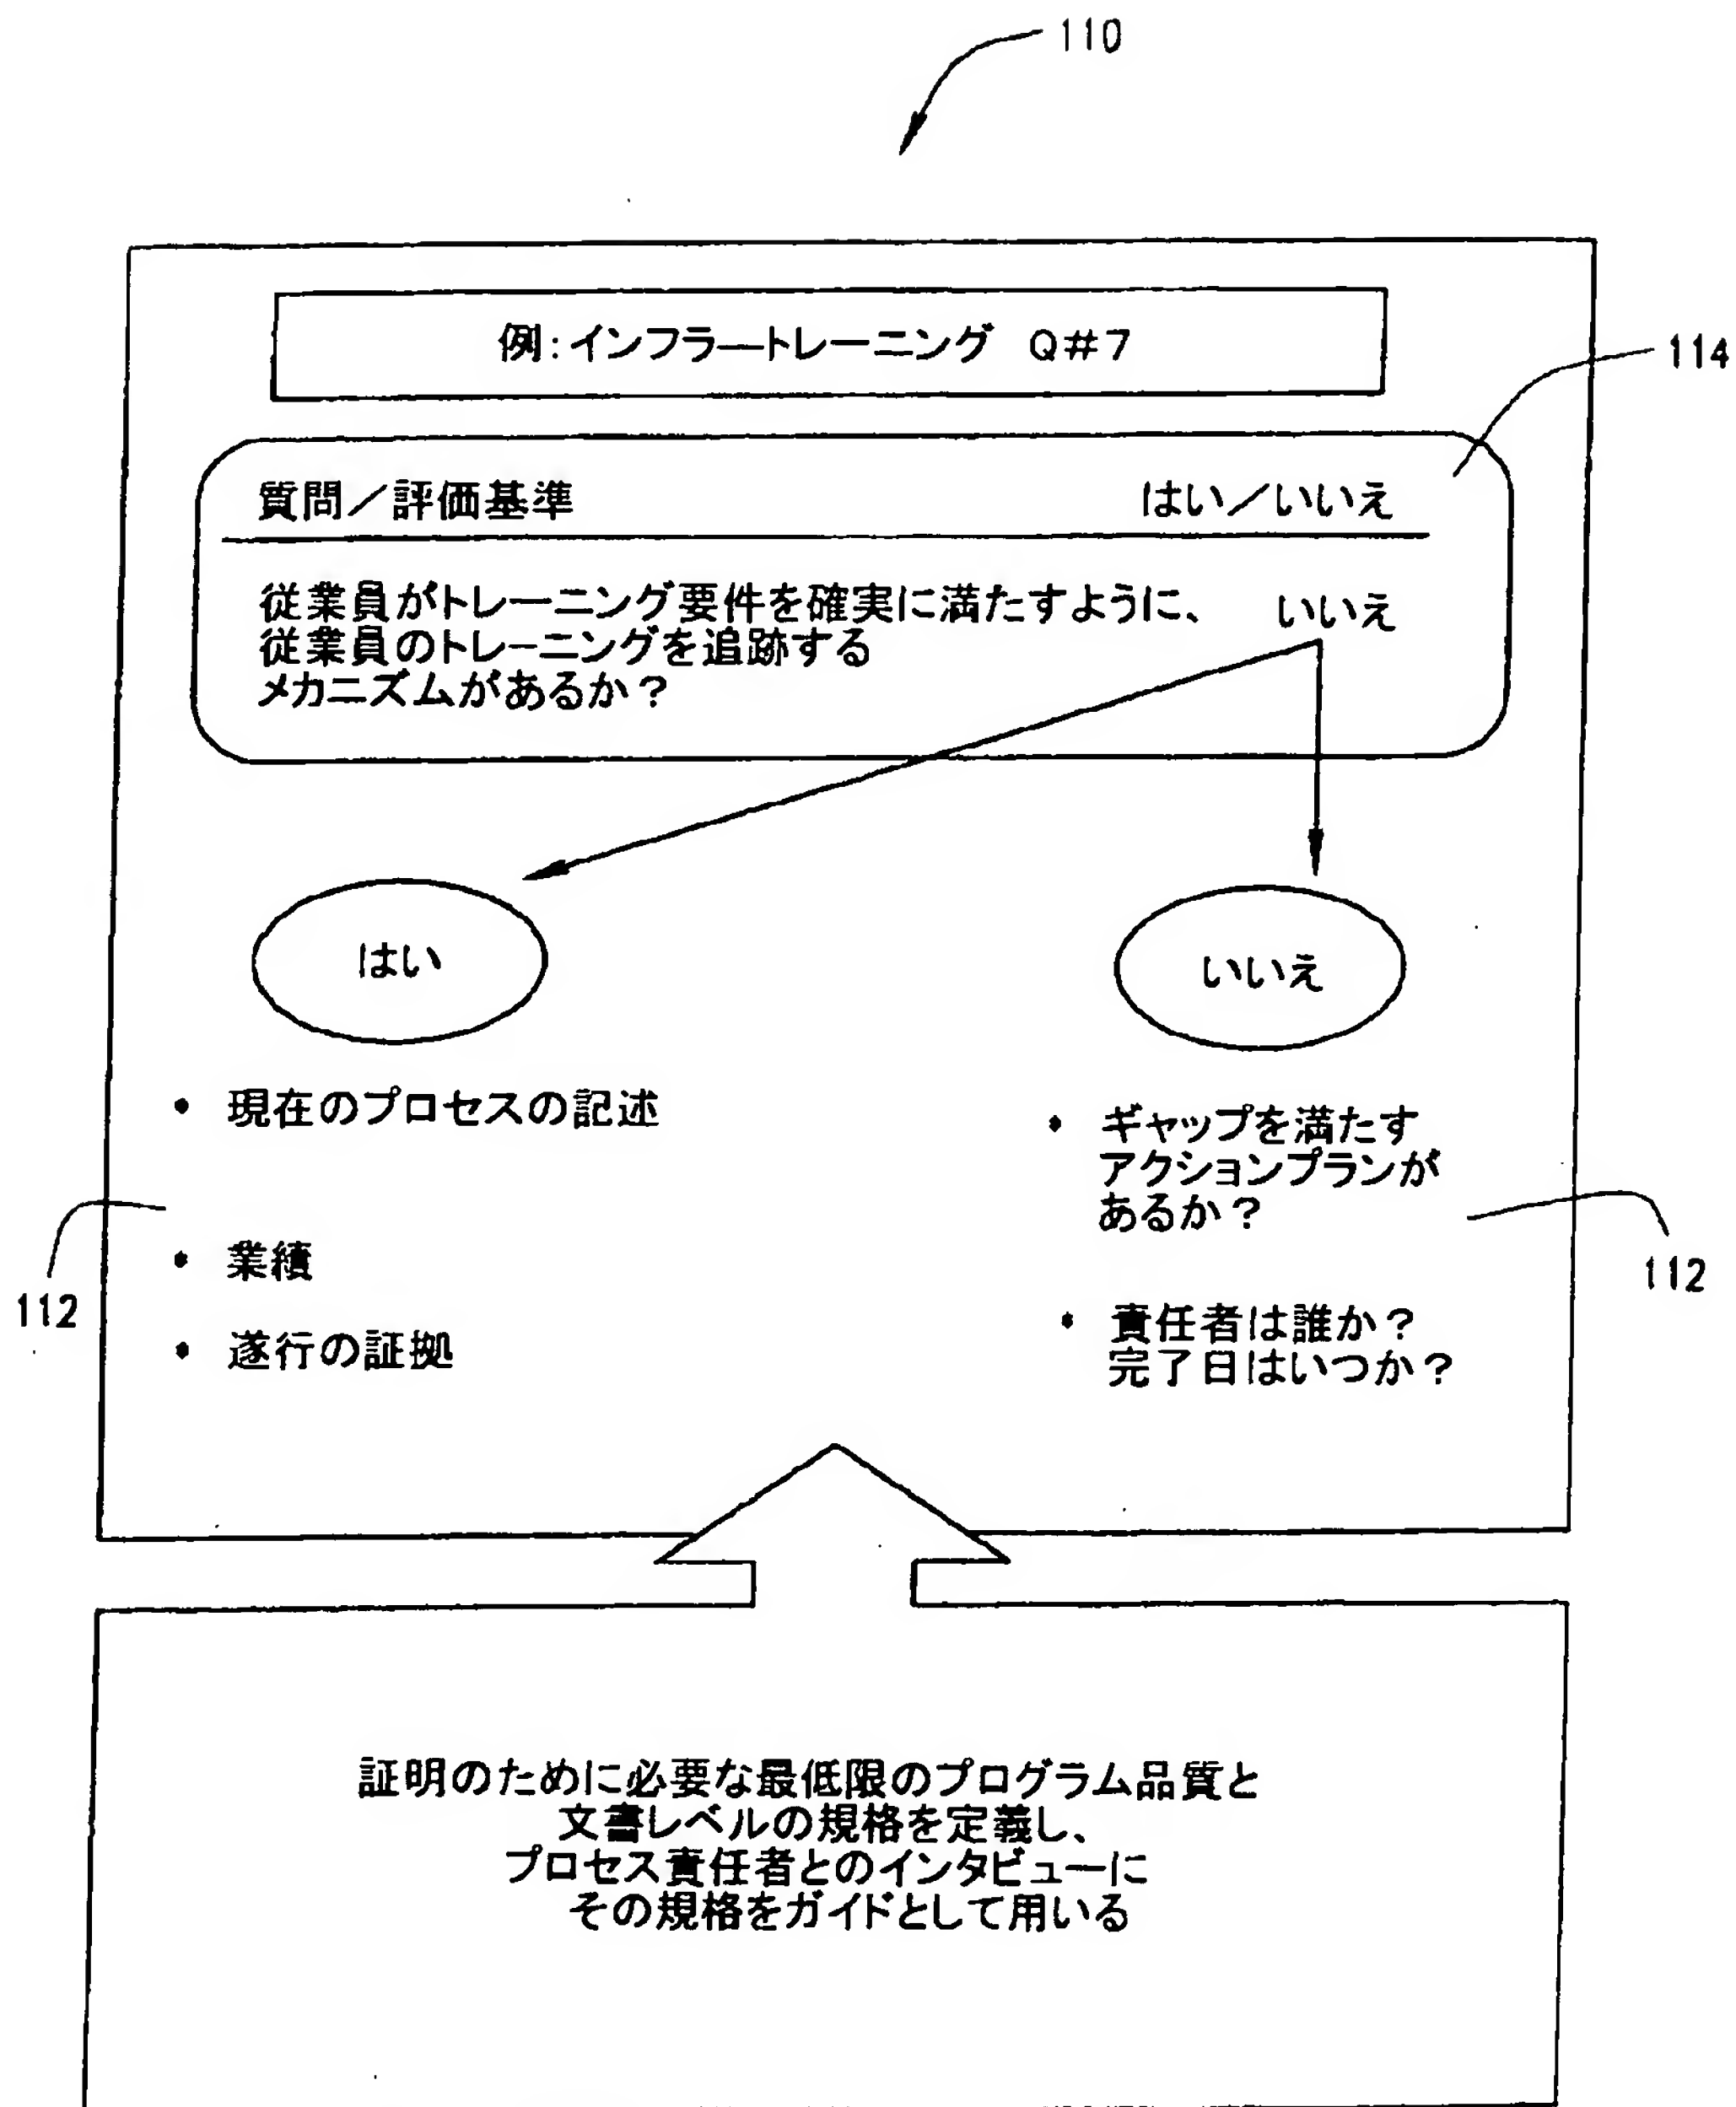 110
例:インフラ―トレーニング Q#7
114
質問/評価基準 はい/いいえ
従業員がトレーニング要件を確実に満たすように、 いいえ
従業員のトレーニングを追跡する
メカニズムがあるか?
はい
いいえ
・ 現在のプロセスの記述
・ 業績
・ 遂行の証拠
112
・ ギャップを満たす
アクションプランが
あるか?
・ 責任者は誰か?
完了日はいつか?
112
証明のために必要な最低限のプログラム品質と
文書レベルの規格を定義し、
プロセス責任者とのインタビューに
その規格をガイドとして用いる